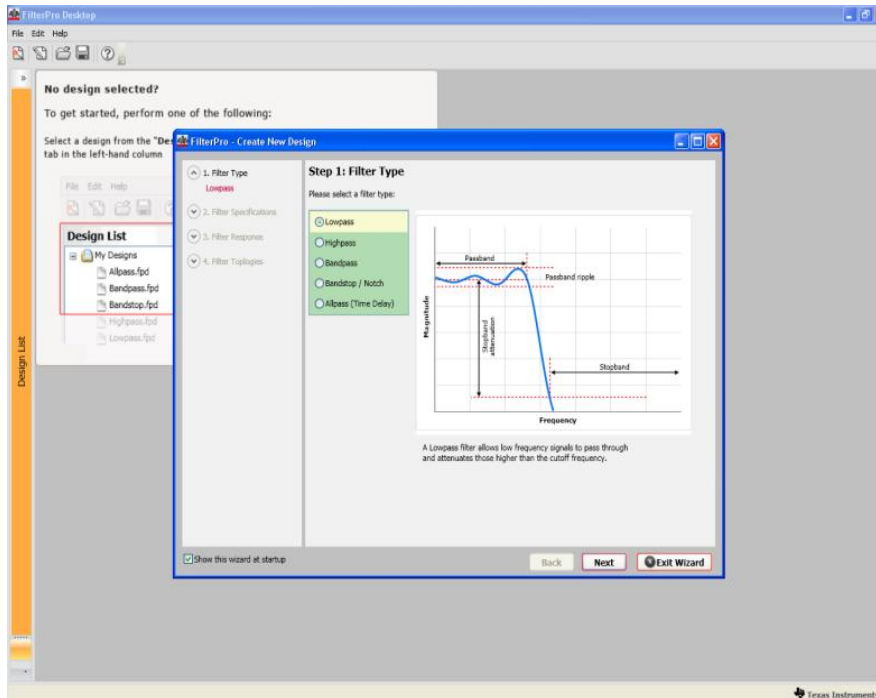 FilterPro Desktop
File Edit Help
No design selected?
To get started, perform one of the following:
Select a design from the "Des
tab in the left-hand column
File Edit Help
Design List
My Designs
Allpass.fpd
Bandpass.fpd
Bandstop.fpd
Highpass.fpd
Lowpass.fpd
Design List
FilterPro - Create New Design
1. Filter Type
Lowpass
2. Filter Specifications
3. Filter Response
4. Filter Toplogies
Show this wizard at startup
Step 1: Filter Type
Please select a filter type:
Lowpass
Highpass
Bandpass
Bandstop / Notch
Allpass (Time Delay)
Passband
Passband ripple
Magnitude
Stopband
attenuation
Stopband
Frequency
A Lowpass filter allows low frequency signals to pass through
and attenuates those higher than the cutoff frequency.
Back Next Exit Wizard
Texas Instruments